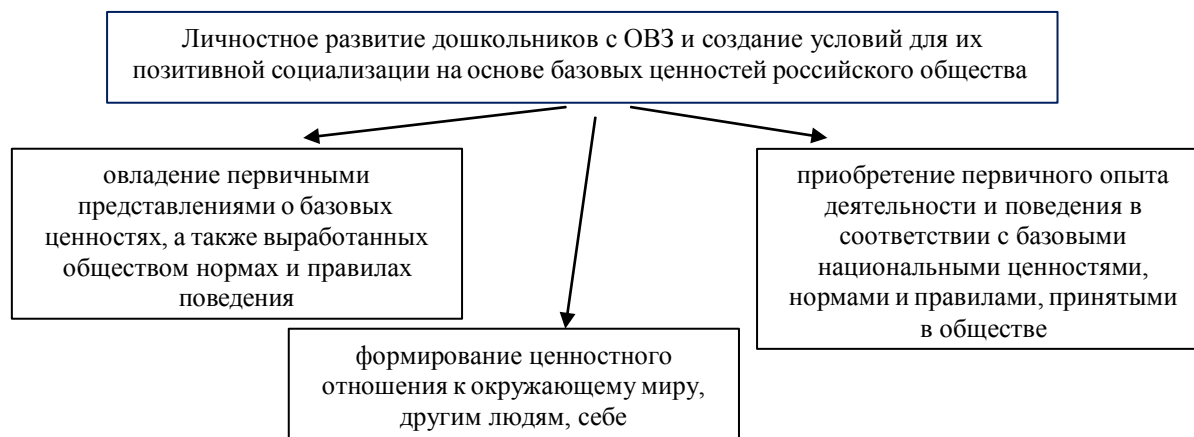 Личностное развитие дошкольников с ОВЗ и создание условий для их
позитивной социализации на основе базовых ценностей российского общества
овладение первичными
представлениями о базовых
ценностях, а также выработанных
обществом нормах и правилах
поведения
формирование ценностного
отношения к окружающему миру,
другим людям, себе
приобретение первичного опыта
деятельности и поведения в
соответствии с базовыми
национальными ценностями,
нормами и правилами, принятыми
в обществе